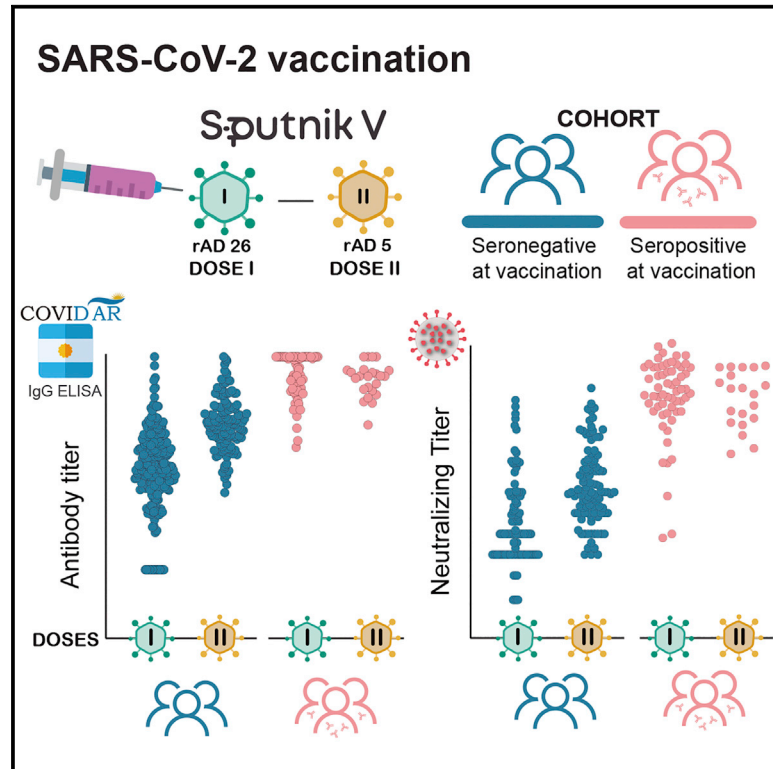 SARS-CoV-2 vaccination
Sputnik V
COHORT
I
II
rAD 26
DOSE I
rAD 5
DOSE II
Seronegative
at vaccination
Seropositive
at vaccination
COVIDAR
IgG ELISA
Antibody titer
Neutralizing Titer
DOSES
I
II
I
II
I
II
I
II